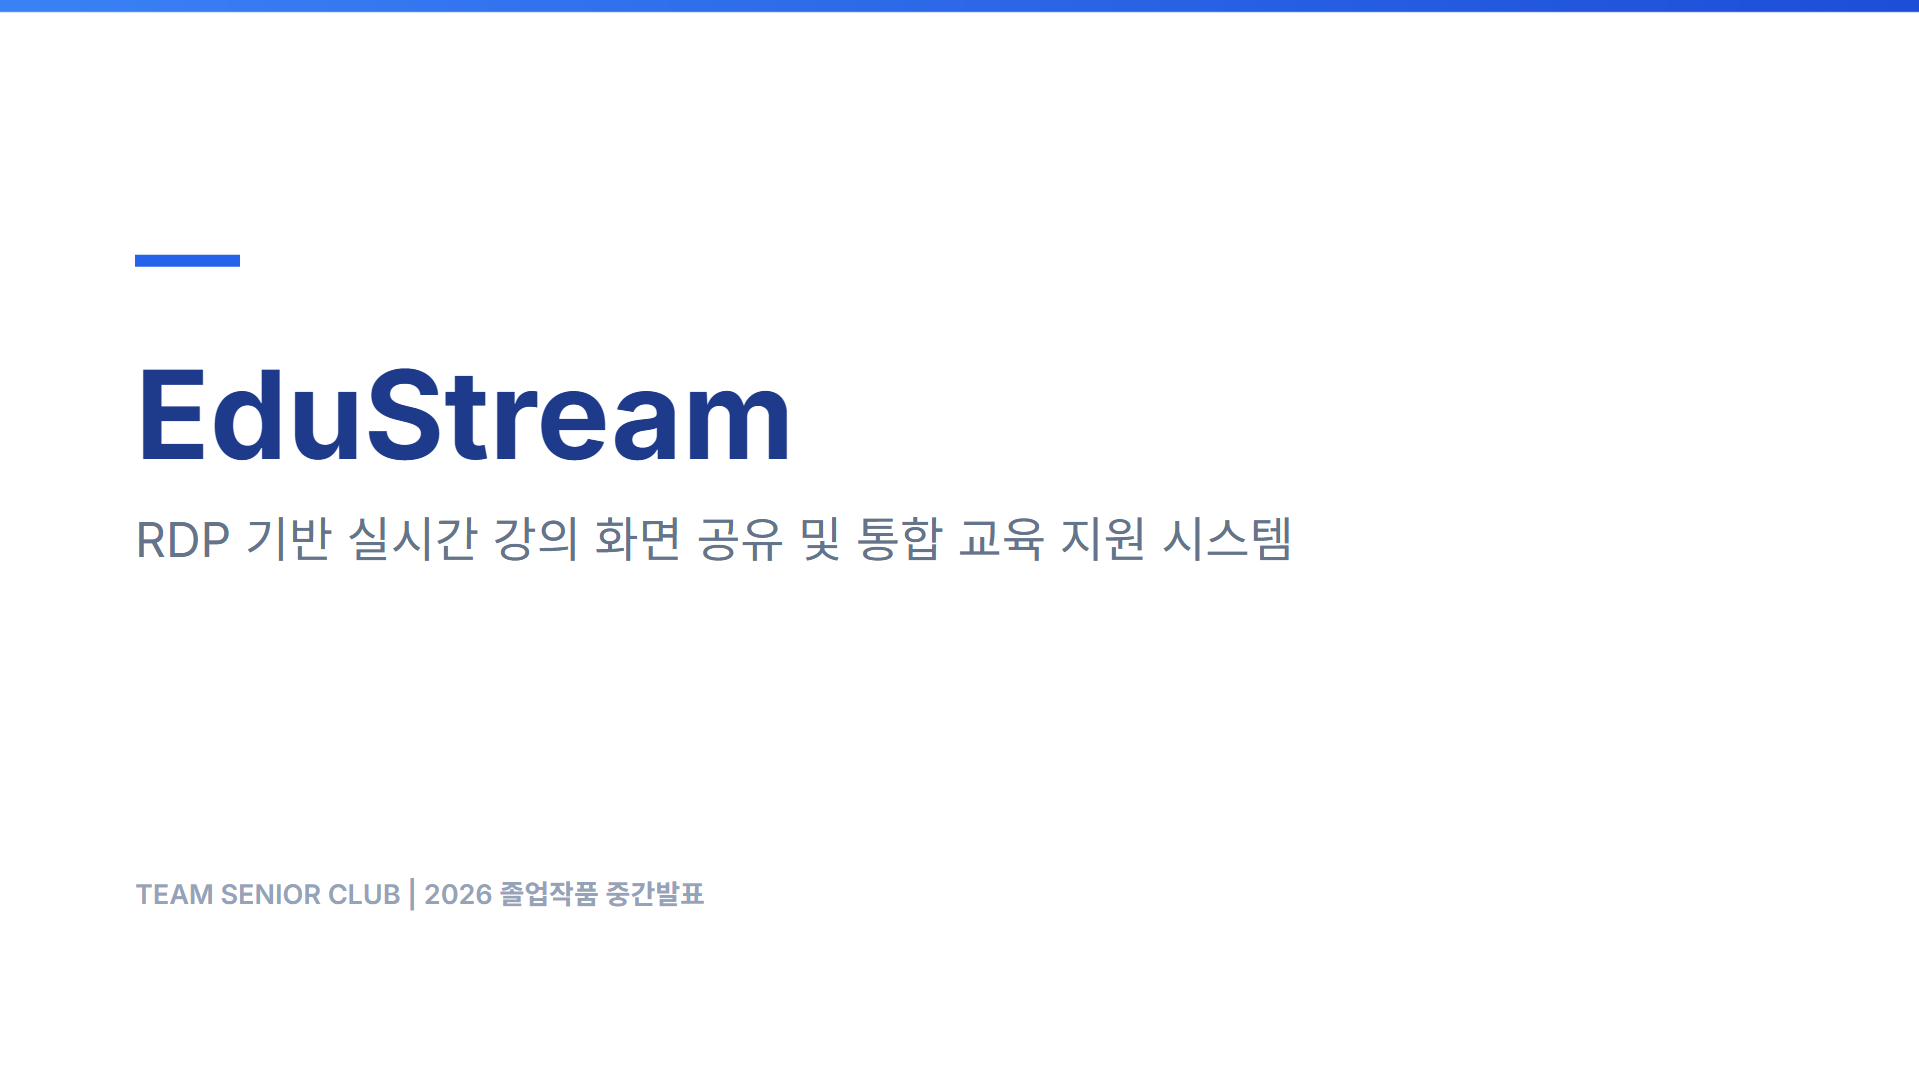 EduStream
RDP 기반 실시간 강의 화면 공유 및 통합 교육 지원 시스템
TEAM SENIOR CLUB | 2026 졸업작품 중간발표